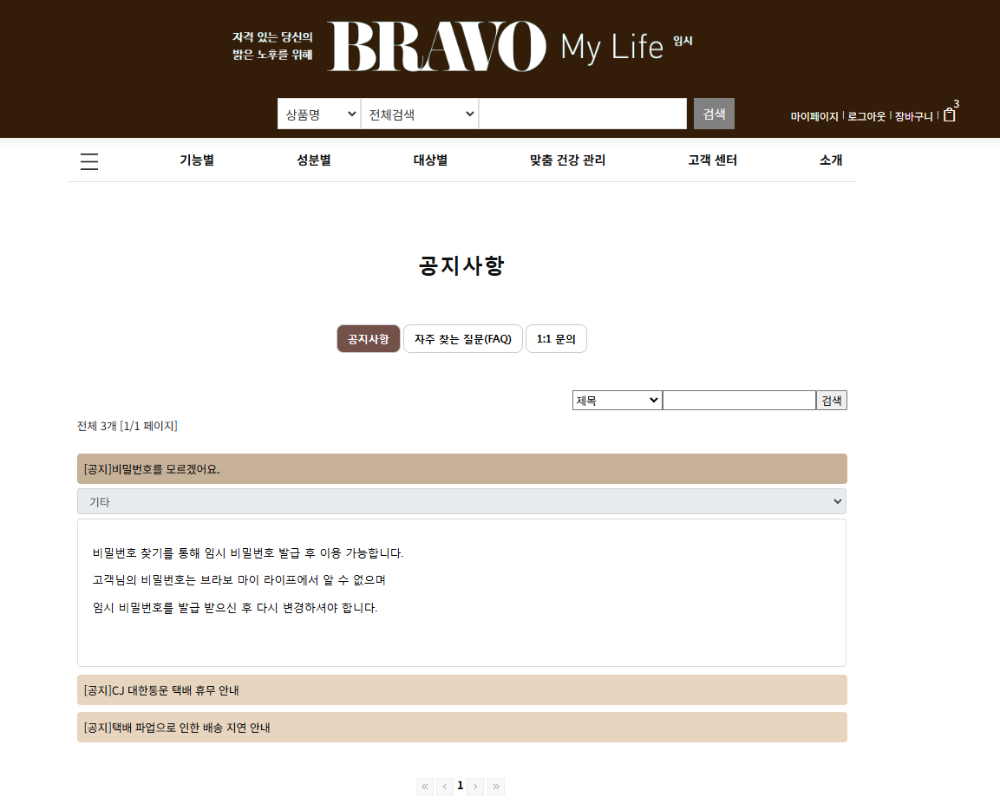 자격 있는 당신의
밝은 노후를 위해
BRAVO My Life 임시
상품명 전체검색 검색
마이페이지 로그아웃 장바구니 3
기능별 성분별 대상별 맞춤 건강 관리 고객 센터 소개
공지사항
공지사항 자주 찾는 질문(FAQ) 1:1 문의
제목 검색
전체 3개 [1/1 페이지]
[공지]비밀번호를 모르겠어요.
기타
비밀번호 찾기를 통해 임시 비밀번호 발급 후 이용 가능합니다.
고객님의 비밀번호는 브라보 마이 라이프에서 알 수 없으며
임시 비밀번호를 발급 받으신 후 다시 변경하셔야 합니다.
[공지]CJ 대한통운 택배 휴무 안내
[공지]택배 파업으로 인한 배송 지연 안내
« ‹ 1 › »